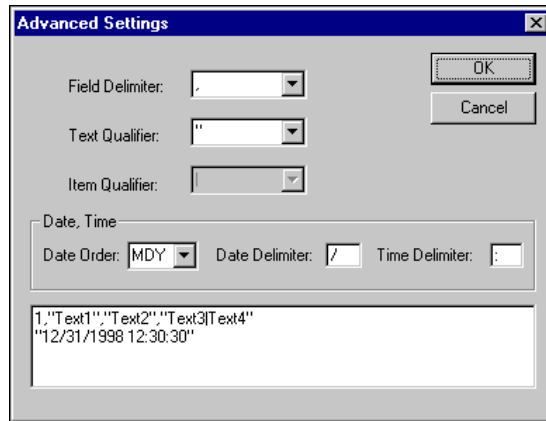 Advanced Settings
OK
Field Delimiter: ,
Cancel
Text Qualifier: "
Item Qualifier: |
Date, Time
Date Order: MDY Date Delimiter: / Time Delimiter: :
1,"Text1","Text2","Text3|Text4"
"12/31/1998 12:30:30"